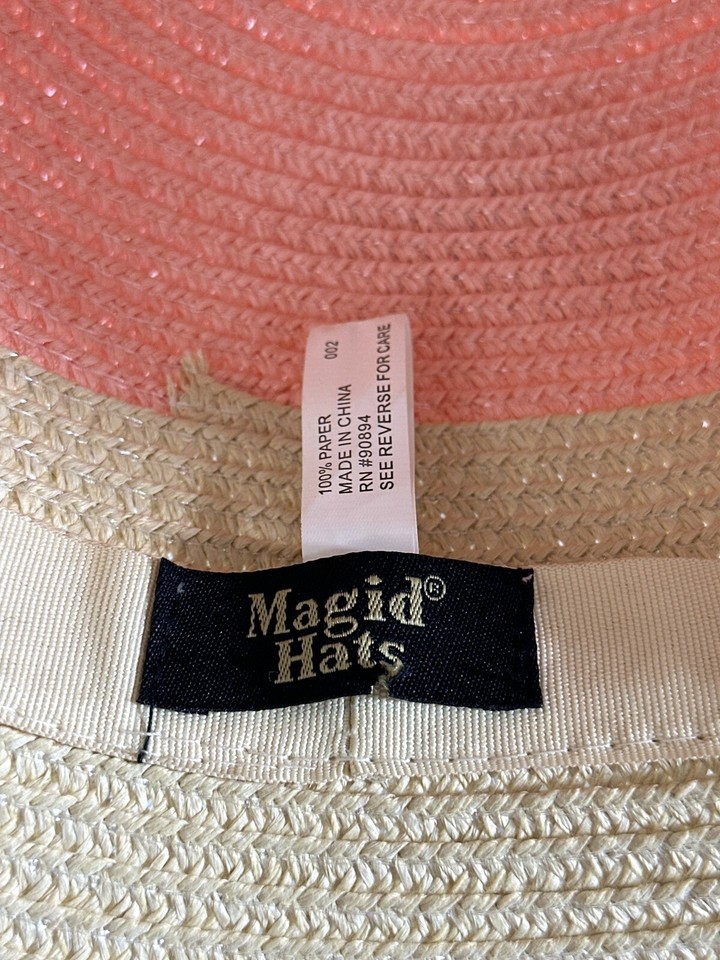 100% PAPER 002
MADE IN CHINA
RN #90894
SEE REVERSE FOR CARE
Magid®
Hats